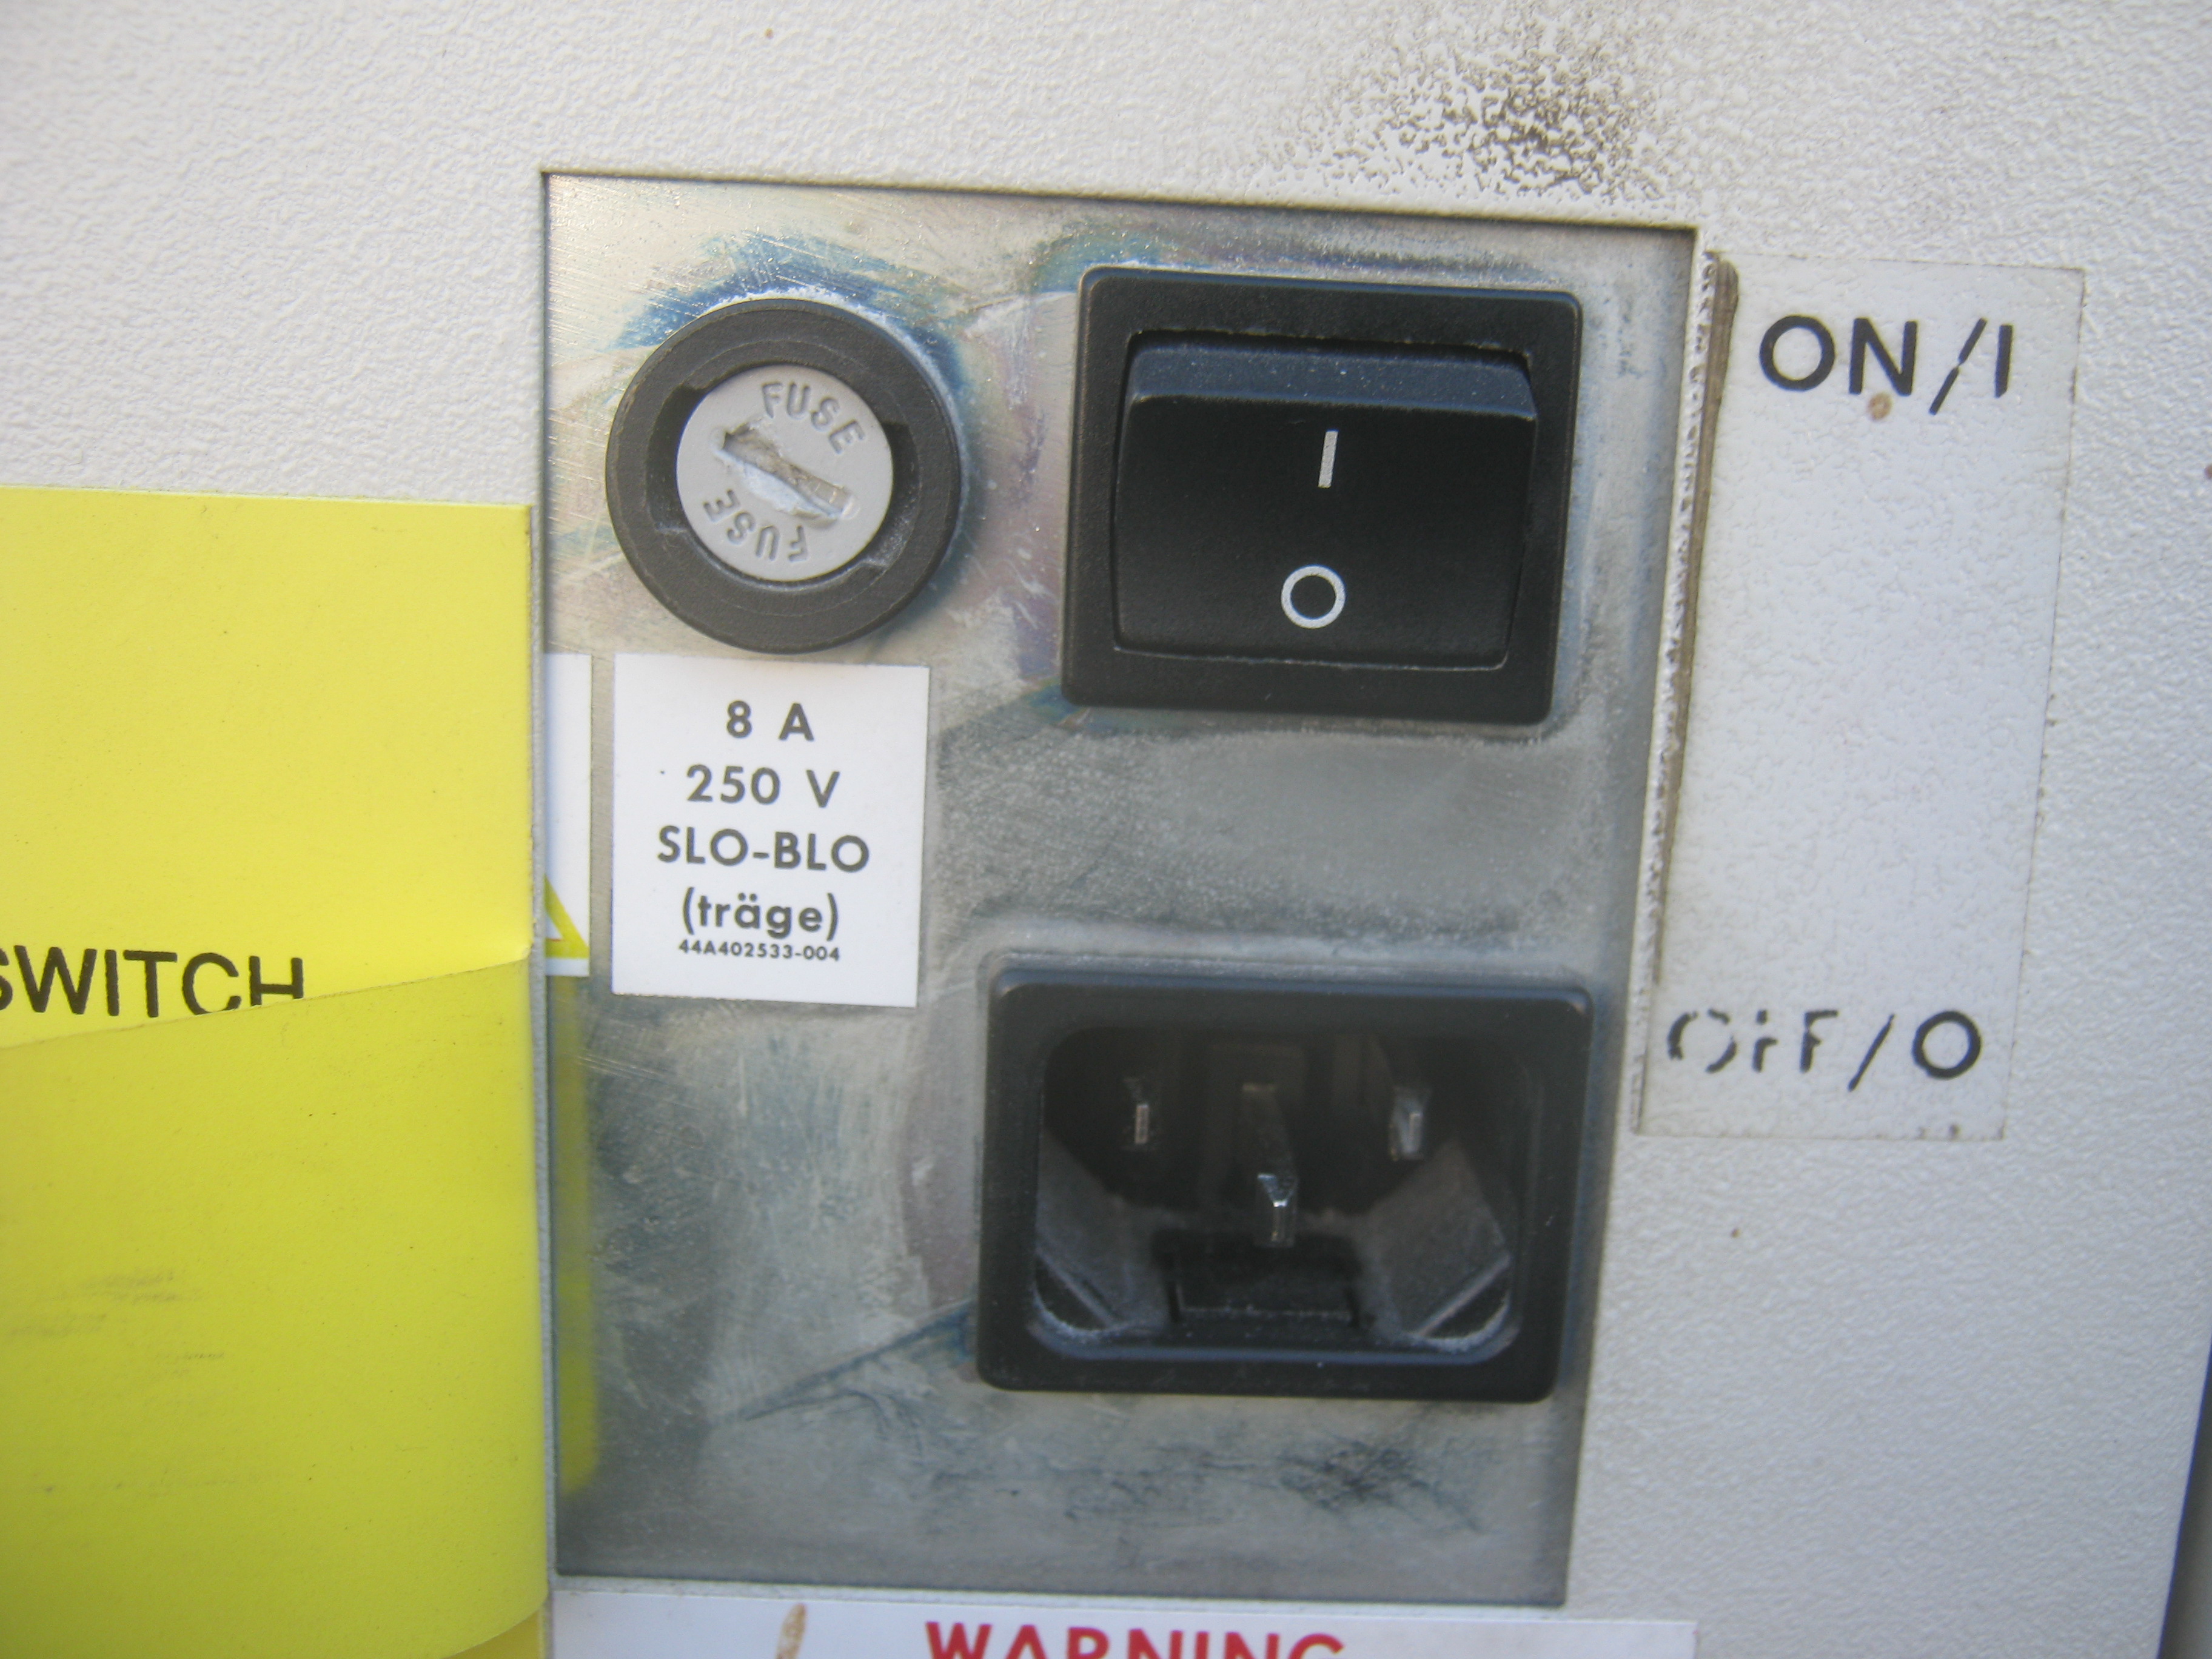 FUSE
FUSE
I
O
ON/I
8 A
250 V
SLO-BLO
(träge)
44A402533-004
SWITCH
OFF/O
WARNING